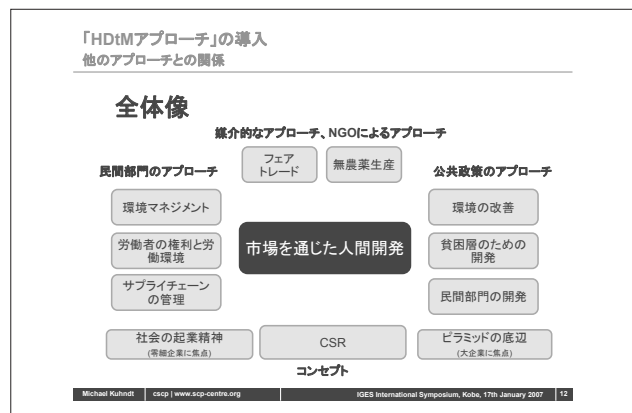 「HDtMアプローチ」の導入
他のアプローチとの関係
全体像
媒介的なアプローチ、NGOによるアプローチ
民間部門のアプローチ
フェア
トレード
無農薬生産
公共政策のアプローチ
環境マネジメント
環境の改善
労働者の権利と労
働環境
市場を通じた人間開発
貧困層のための
開発
サプライチェーン
の管理
民間部門の開発
社会の起業精神
(零細企業に焦点)
CSR
ピラミッドの底辺
(大企業に焦点)
コンセプト
Michael Kuhndt cscp | www.scp-centre.org IGES International Symposium, Kobe, 17th January 2007 12